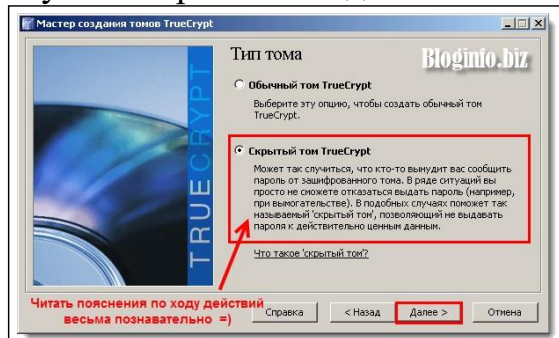 Мастер создания томов TrueCrypt
Тип тома
Bloginfo.biz
TRUECRYPT
Обычный том TrueCrypt
Выберите эту опцию, чтобы создать обычный том
TrueCrypt.
Скрытый том TrueCrypt
Может так случиться, что кто-то вынудит вас сообщить
пароль от зашифрованного тома. В ряде ситуаций вы
просто не сможете отказаться выдать пароль (например,
при вымогательстве). В подобных случаях поможет так
называемый 'скрытый том', позволяющий не выдавать
пароля к действительно ценным данным.
Что такое 'скрытый том'?
Читать пояснения по ходу действий
весьма познавательно =)
Справка
< Назад
Далее >
Отмена